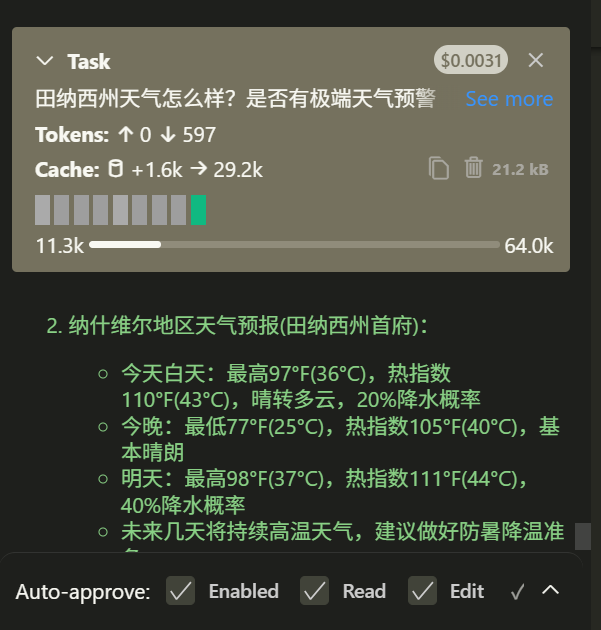 Task $0.0031
田纳西州天气怎么样？是否有极端天气预警 See more
Tokens: ↑ 0 ↓ 597
Cache: +1.6k → 29.2k 21.2 kB
11.3k 64.0k
2. 纳什维尔地区天气预报(田纳西州首府)：
今天白天：最高97°F(36°C)，热指数
110°F(43°C)，晴转多云，20%降水概率
今晚：最低77°F(25°C)，热指数105°F(40°C)，基
本晴朗
明天：最高98°F(37°C)，热指数111°F(44°C)，
40%降水概率
未来几天将持续高温天气，建议做好防暑降温准
Auto-approve: Enabled Read Edit